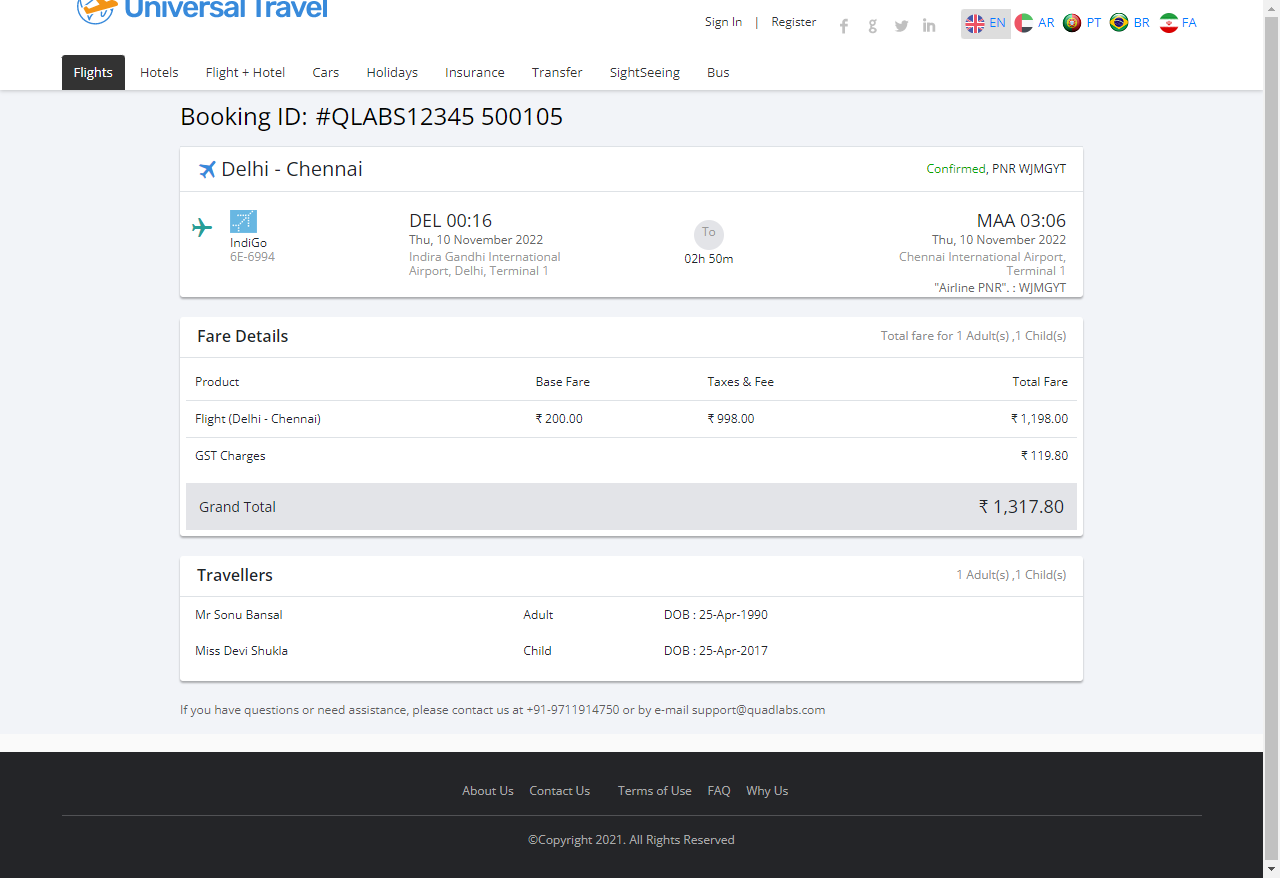 Universal Travel
Sign In | Register
EN AR PT BR FA
Flights Hotels Flight + Hotel Cars Holidays Insurance Transfer SightSeeing Bus
Booking ID: #QLABS12345 500105
Delhi - Chennai
Confirmed, PNR WJMGYT
IndiGo
6E-6994
DEL 00:16
Thu, 10 November 2022
Indira Gandhi International
Airport, Delhi, Terminal 1
To
02h 50m
MAA 03:06
Thu, 10 November 2022
Chennai International Airport,
Terminal 1
"Airline PNR". : WJMGYT
Fare Details
Total fare for 1 Adult(s) ,1 Child(s)
Product Base Fare Taxes & Fee Total Fare
Flight (Delhi - Chennai) ₹ 200.00 ₹ 998.00 ₹ 1,198.00
GST Charges ₹ 119.80
Grand Total ₹ 1,317.80
Travellers
1 Adult(s) ,1 Child(s)
Mr Sonu Bansal Adult DOB : 25-Apr-1990
Miss Devi Shukla Child DOB : 25-Apr-2017
If you have questions or need assistance, please contact us at +91-9711914750 or by e-mail support@quadlabs.com
About Us Contact Us Terms of Use FAQ Why Us
©Copyright 2021. All Rights Reserved